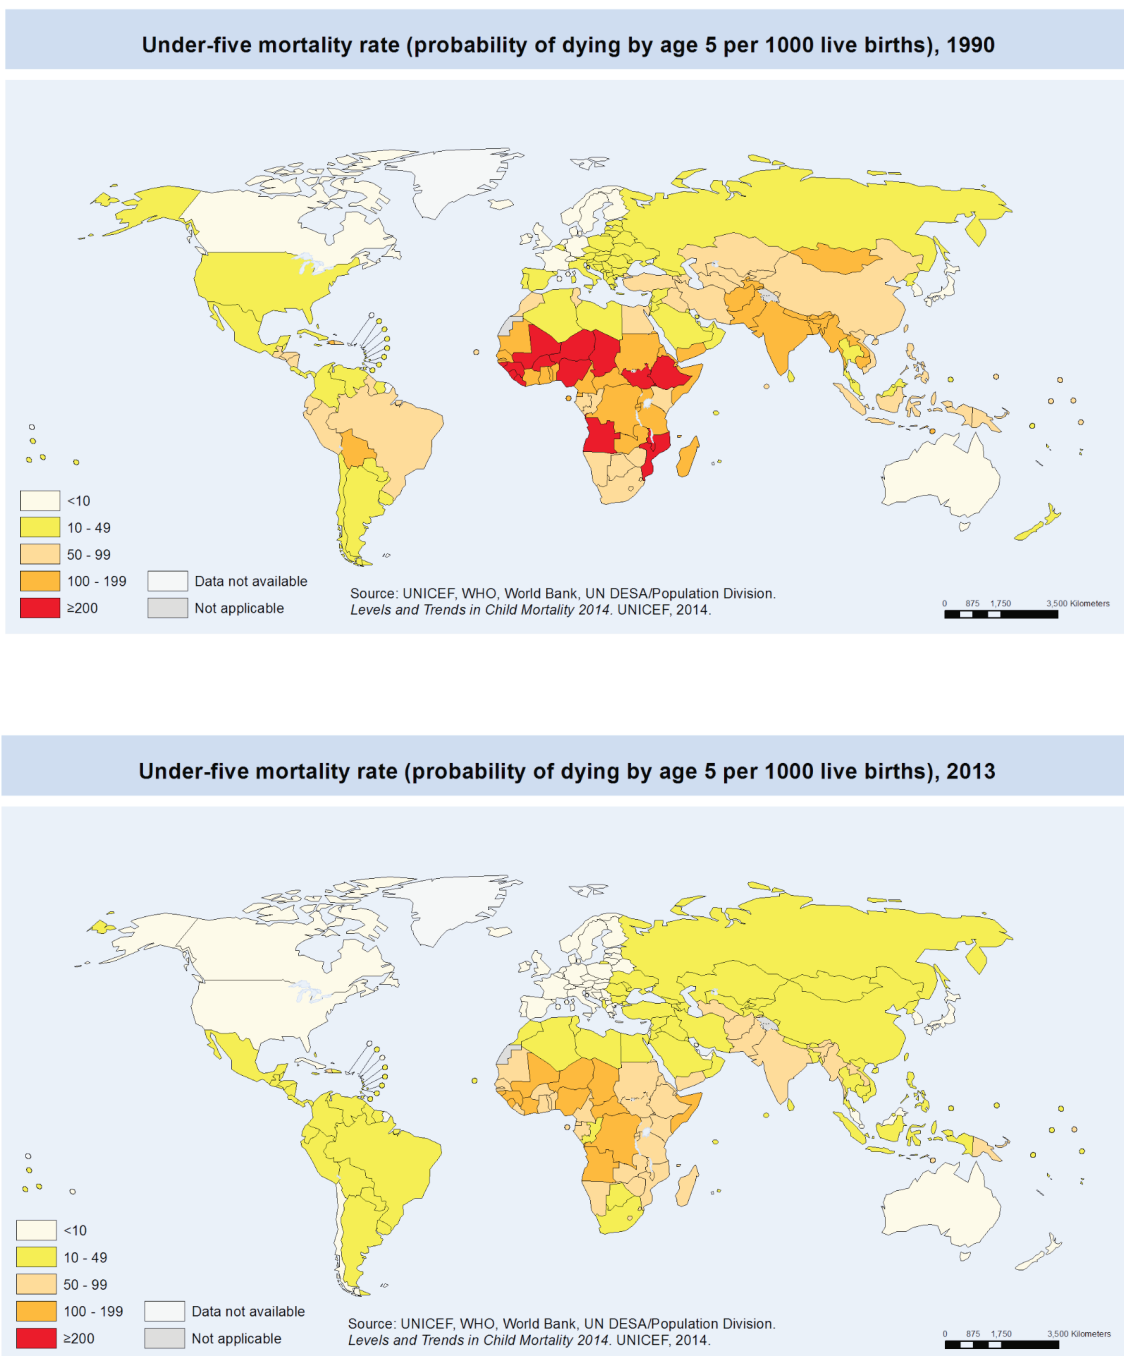 Under-five mortality rate (probability of dying by age 5 per 1000 live births), 1990
<10
10 - 49
50 - 99
100 - 199
≥200
Data not available
Not applicable
Source: UNICEF, WHO, World Bank, UN DESA/Population Division.
Levels and Trends in Child Mortality 2014. UNICEF, 2014.
0 875 1,750 3,500 Kilometers
Under-five mortality rate (probability of dying by age 5 per 1000 live births), 2013
<10
10 - 49
50 - 99
100 - 199
≥200
Data not available
Not applicable
Source: UNICEF, WHO, World Bank, UN DESA/Population Division.
Levels and Trends in Child Mortality 2014. UNICEF, 2014.
0 875 1,750 3,500 Kilometers